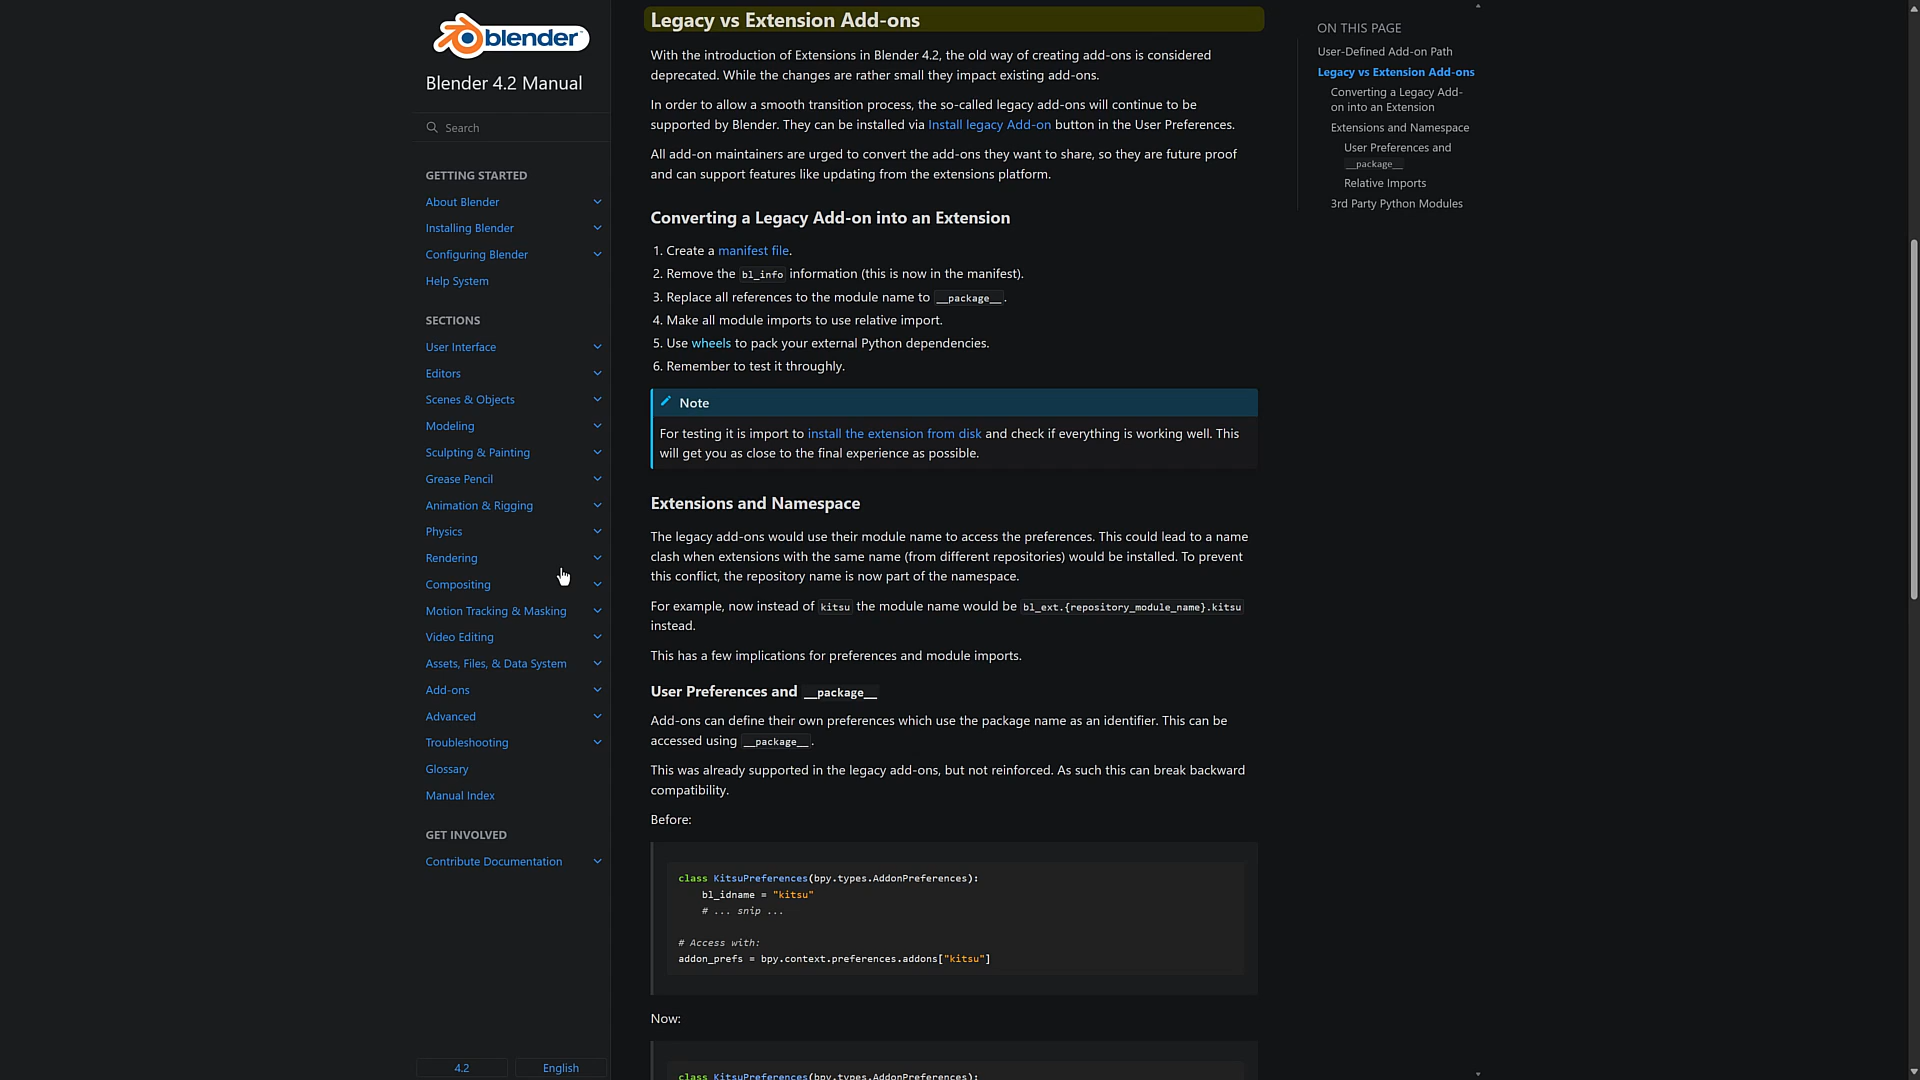 blender
Blender 4.2 Manual
Search
GETTING STARTED
About Blender
Installing Blender
Configuring Blender
Help System
SECTIONS
User Interface
Editors
Scenes & Objects
Modeling
Sculpting & Painting
Grease Pencil
Animation & Rigging
Physics
Rendering
Compositing
Motion Tracking & Masking
Video Editing
Assets, Files, & Data System
Add-ons
Advanced
Troubleshooting
Glossary
Manual Index
GET INVOLVED
Contribute Documentation
4.2
English
Legacy vs Extension Add-ons
With the introduction of Extensions in Blender 4.2, the old way of creating add-ons is considered
deprecated. While the changes are rather small they impact existing add-ons.
In order to allow a smooth transition process, the so-called legacy add-ons will continue to be
supported by Blender. They can be installed via Install legacy Add-on button in the User Preferences.
All add-on maintainers are urged to convert the add-ons they want to share, so they are future proof
and can support features like updating from the extensions platform.
Converting a Legacy Add-on into an Extension
1. Create a manifest file.
2. Remove the bl_info information (this is now in the manifest).
3. Replace all references to the module name to __package__.
4. Make all module imports to use relative import.
5. Use wheels to pack your external Python dependencies.
6. Remember to test it throughly.
Note
For testing it is import to install the extension from disk and check if everything is working well. This
will get you as close to the final experience as possible.
Extensions and Namespace
The legacy add-ons would use their module name to access the preferences. This could lead to a name
clash when extensions with the same name (from different repositories) would be installed. To prevent
this conflict, the repository name is now part of the namespace.
For example, now instead of kitsu the module name would be bl_ext.{repository_module_name}.kitsu
instead.
This has a few implications for preferences and module imports.
User Preferences and __package__
Add-ons can define their own preferences which use the package name as an identifier. This can be
accessed using __package__.
This was already supported in the legacy add-ons, but not reinforced. As such this can break backward
compatibility.
Before:
class KitsuPreferences(bpy.types.AddonPreferences):
    bl_idname = "kitsu"
    # ... snip ...
# Access with:
addon_prefs = bpy.context.preferences.addons["kitsu"]
Now:
class KitsuPreferences(bpy.types.AddonPreferences):
ON THIS PAGE
User-Defined Add-on Path
Legacy vs Extension Add-ons
Converting a Legacy Add-
on into an Extension
Extensions and Namespace
User Preferences and
__package__
Relative Imports
3rd Party Python Modules